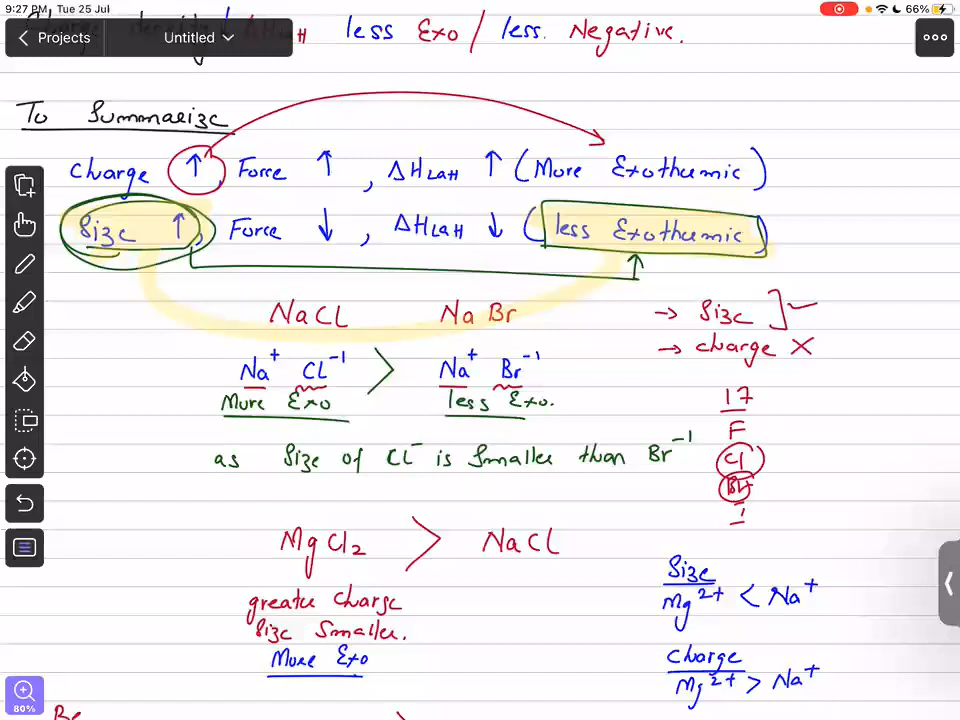 9:27 PM Tue 25 Jul
66%
less Exo / less. Negative.
Projects
Untitled
To Summarize
Charge ↑, Force ↑, ΔHLaH ↑ (More Exothermic)
Size ↑, Force ↓, ΔHLaH ↓ (less Exothermic)
NaCl NaBr
→ Size
→ charge X
Na⁺ CL⁻¹ > Na⁺ Br⁻¹
More Exo less Exo.
as Size of Cl⁻ is Smaller than Br⁻¹
17
F
Cl
Br
I
MgCl₂ > NaCl
greater charge
Size Smaller.
More Exo
Size
Mg²⁺ < Na⁺
Charge
Mg²⁺ > Na⁺
80%